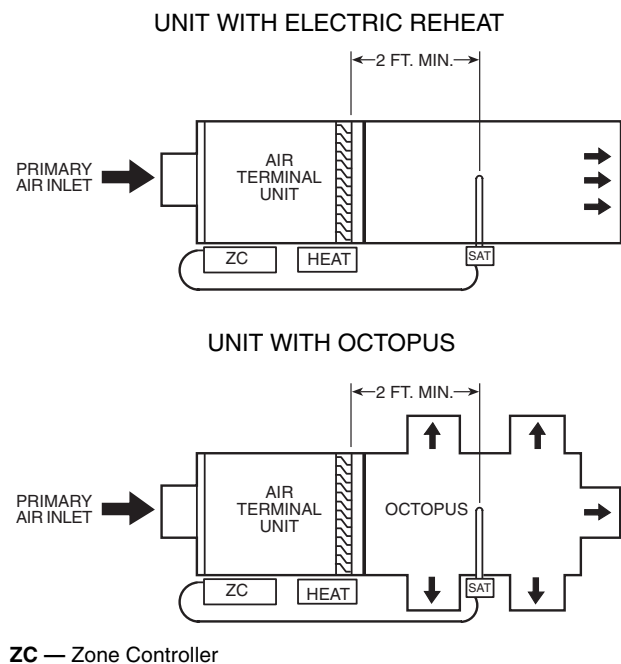 UNIT WITH ELECTRIC REHEAT
2 FT. MIN.
PRIMARY
AIR INLET
AIR
TERMINAL
UNIT
ZC
HEAT
SAT
UNIT WITH OCTOPUS
2 FT. MIN.
PRIMARY
AIR INLET
AIR
TERMINAL
UNIT
OCTOPUS
ZC
HEAT
SAT
ZC — Zone Controller